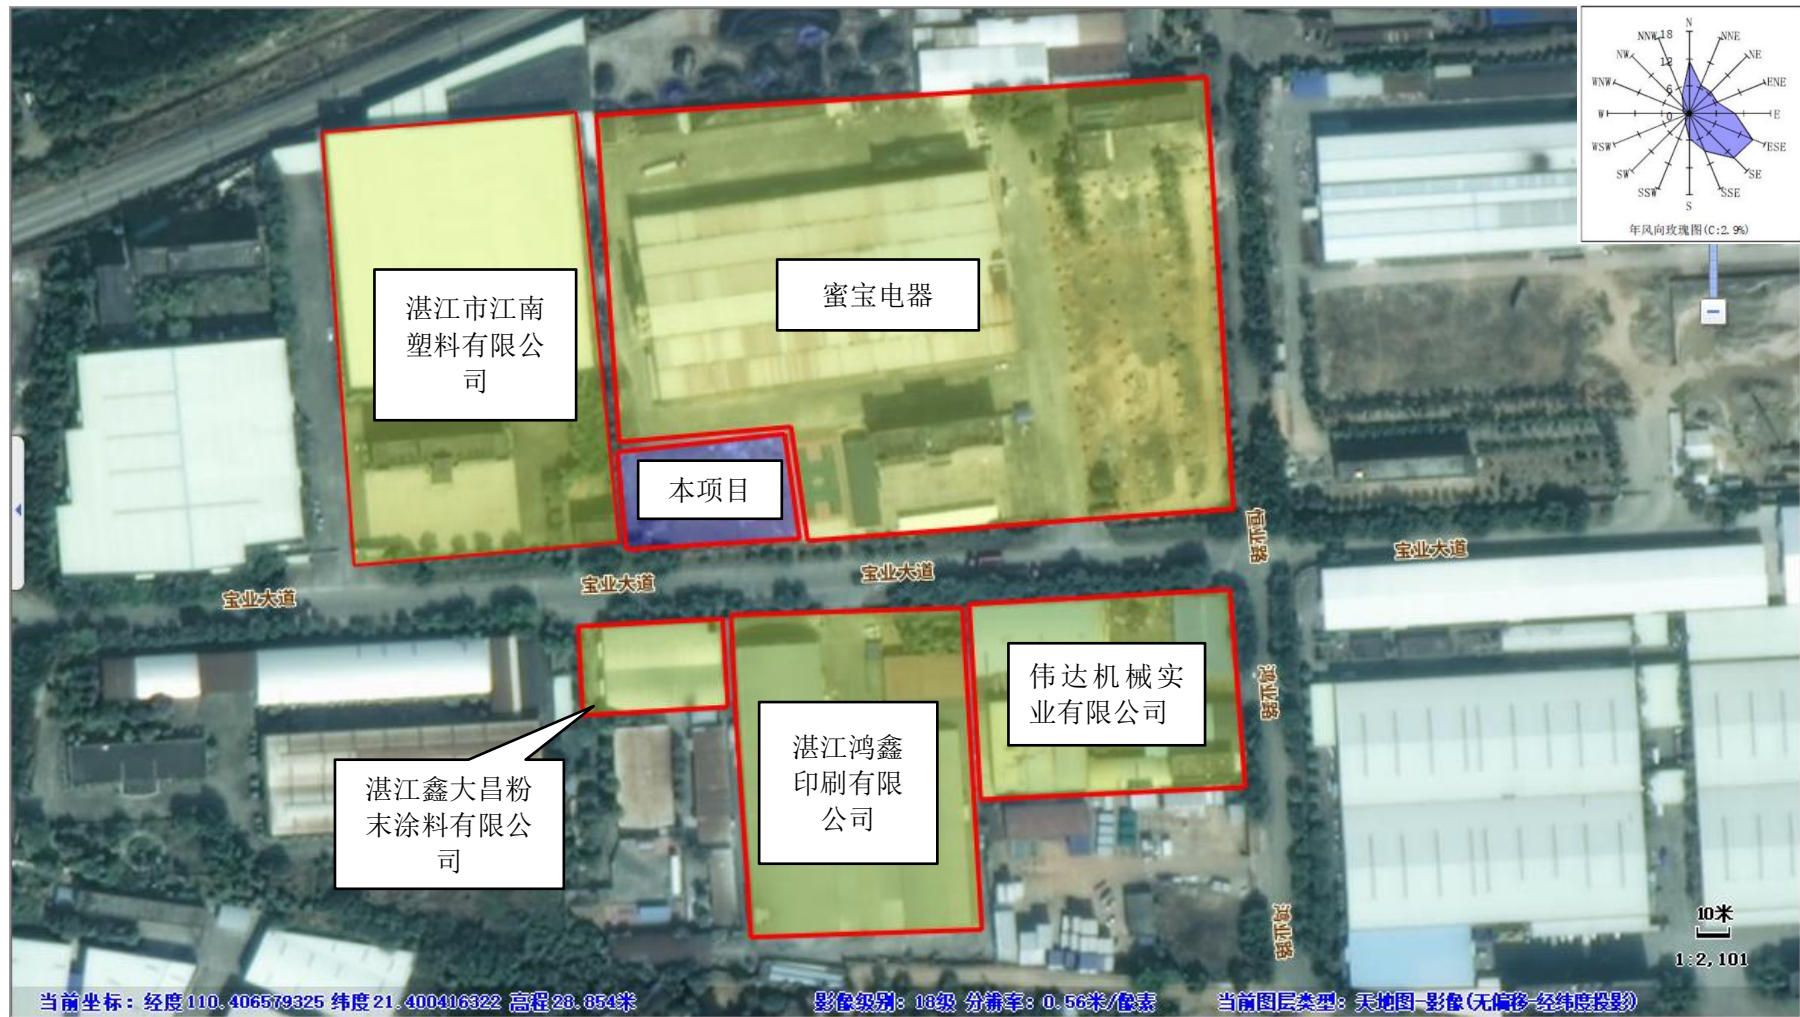 N
NNW
18
NNE
NW
12
NE
WNW
6
ENE
W
0
E
WSW
ESE
SW
SE
SSW
SSE
S
年风向玫瑰图(C:2.9%)
湛江市江南
塑料有限公
司
蜜宝电器
本项目
恒业路
宝业大道
宝业大道
宝业大道
宝业大道
伟达机械实
业有限公司
湛江鸿鑫
印刷有限
公司
湛江鑫大昌粉
末涂料有限公
司
10米
1:2,101
当前坐标：经度110.406579325 纬度21.400416322 高程28.854米
影像级别：18级 分辨率：0.56米/像素
当前图层类型：天地图-影像(无偏移-经纬度投影)